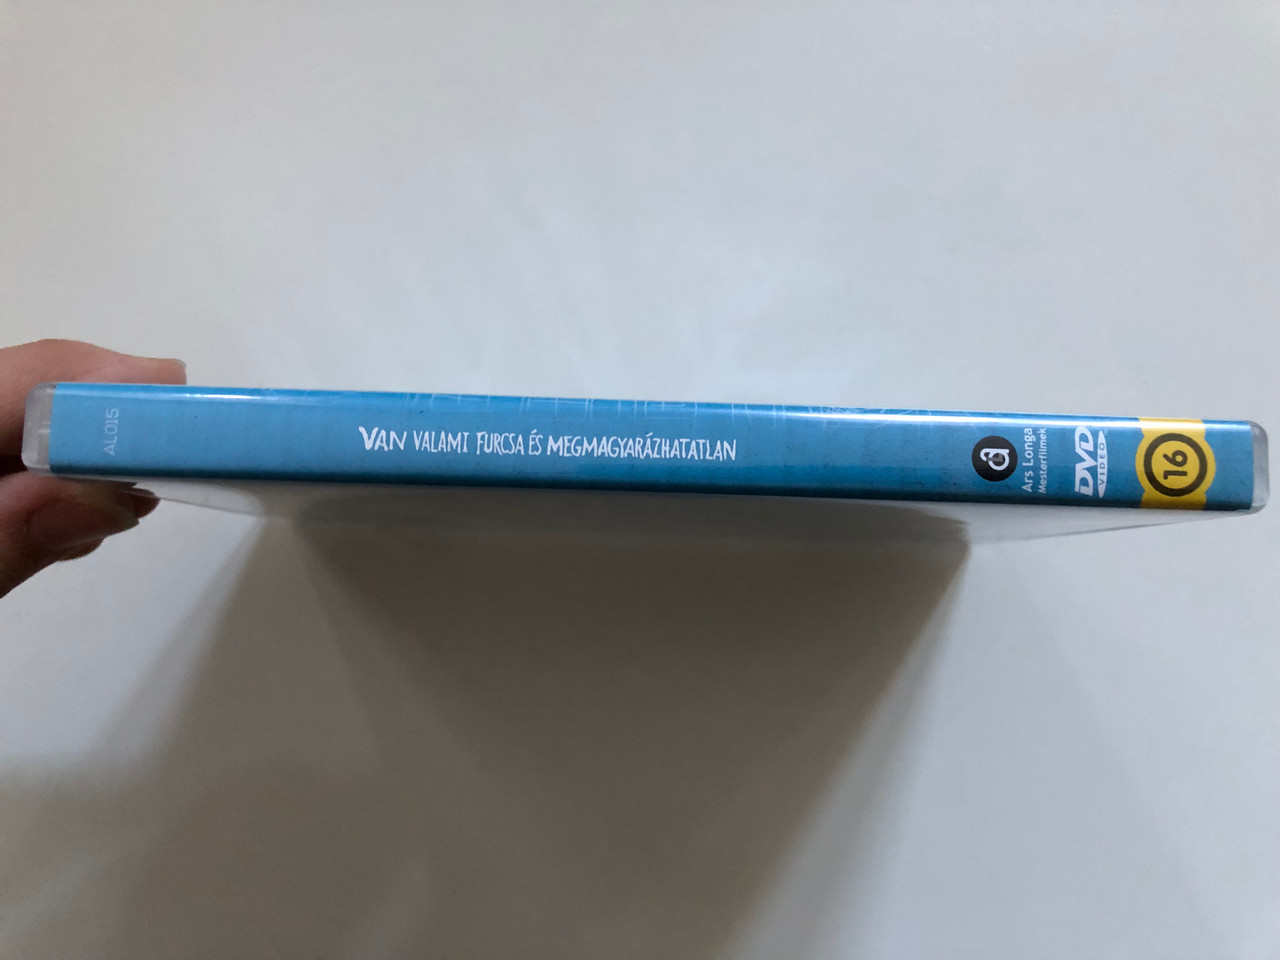 AL015
VAN VALAMI FURCSA ÉS MEGMAGYARÁZHATATLAN
á
Ars Longa
Mesterfilmek
DVD
VIDEO
16